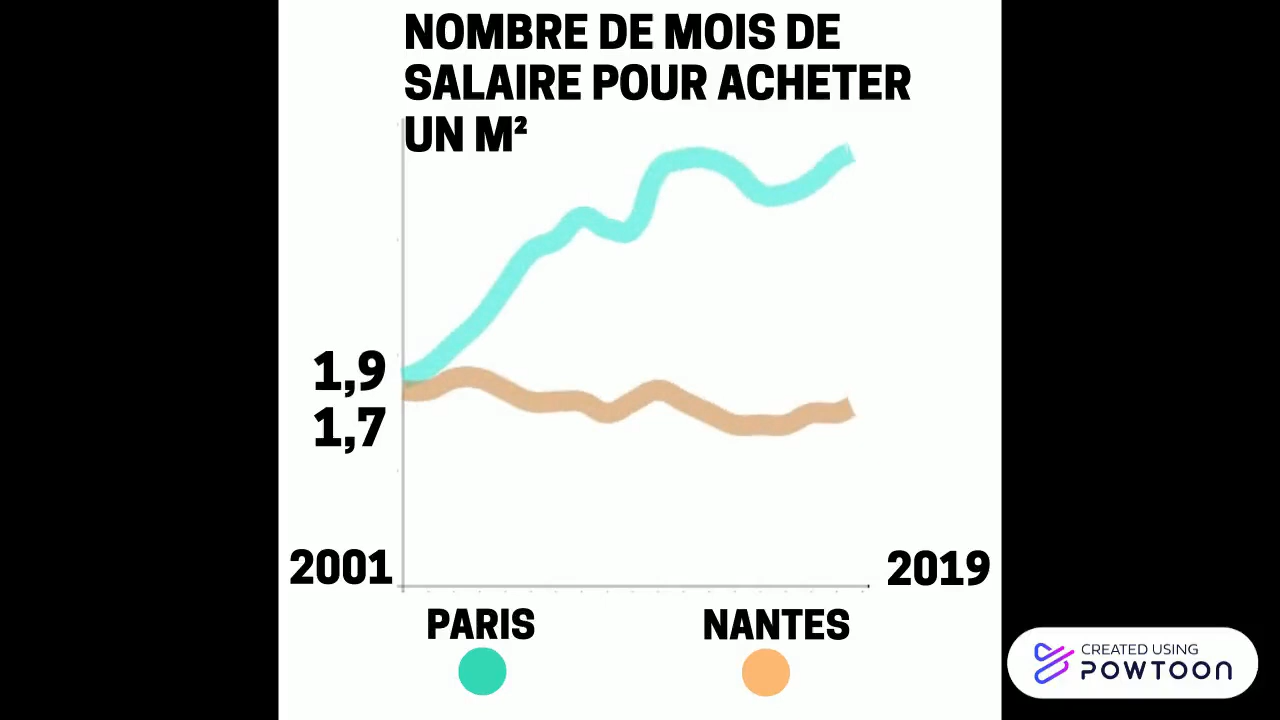 NOMBRE DE MOIS DE
SALAIRE POUR ACHETER
UN M²
1,9
1,7
2001
2019
PARIS
NANTES
CREATED USING
POWTOON